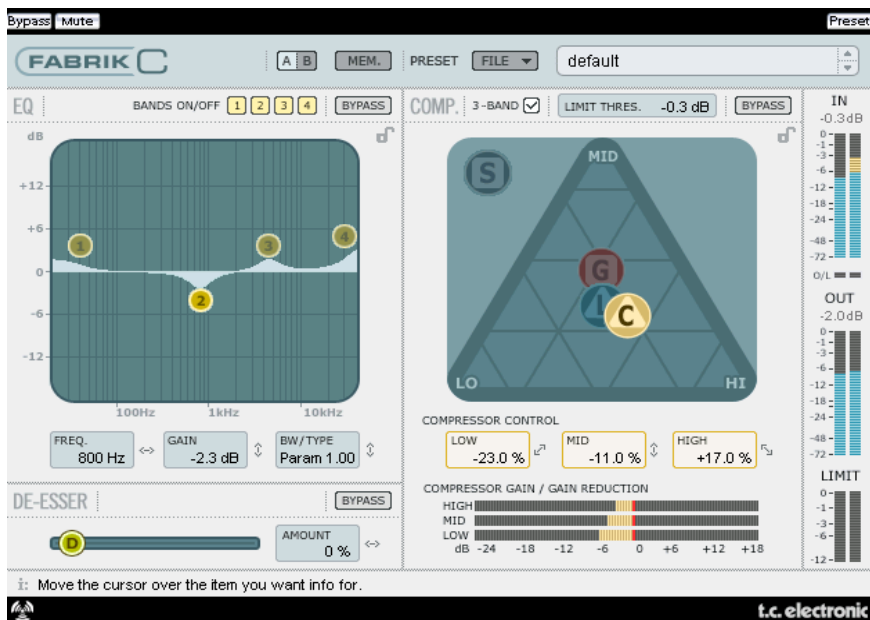 Bypass Mute Preset
FABRIK C A B MEM. PRESET FILE default
EQ BANDS ON/OFF 1 2 3 4 BYPASS
COMP. 3-BAND LIMIT THRES. -0.3 dB BYPASS
dB
+12
+6
0
-6
-12
1
2
3
4
100Hz 1kHz 10kHz
FREQ. 800 Hz
GAIN -2.3 dB
BW/TYPE Param 1.00
DE-ESSER BYPASS
D
AMOUNT 0 %
S
MID
G
L
C
LO HI
COMPRESSOR CONTROL
LOW -23.0 %
MID -11.0 %
HIGH +17.0 %
COMPRESSOR GAIN / GAIN REDUCTION
HIGH
MID
LOW
dB -24 -18 -12 -6 0 +6 +12 +18
IN
-0.3dB
0
-1
-3
-6
-12
-18
-24
-48
-72
O/L
OUT
-2.0dB
0
-1
-3
-6
-12
-18
-24
-48
-72
LIMIT
0
-1
-3
-6
-12
i: Move the cursor over the item you want info for.
t.c. electronic